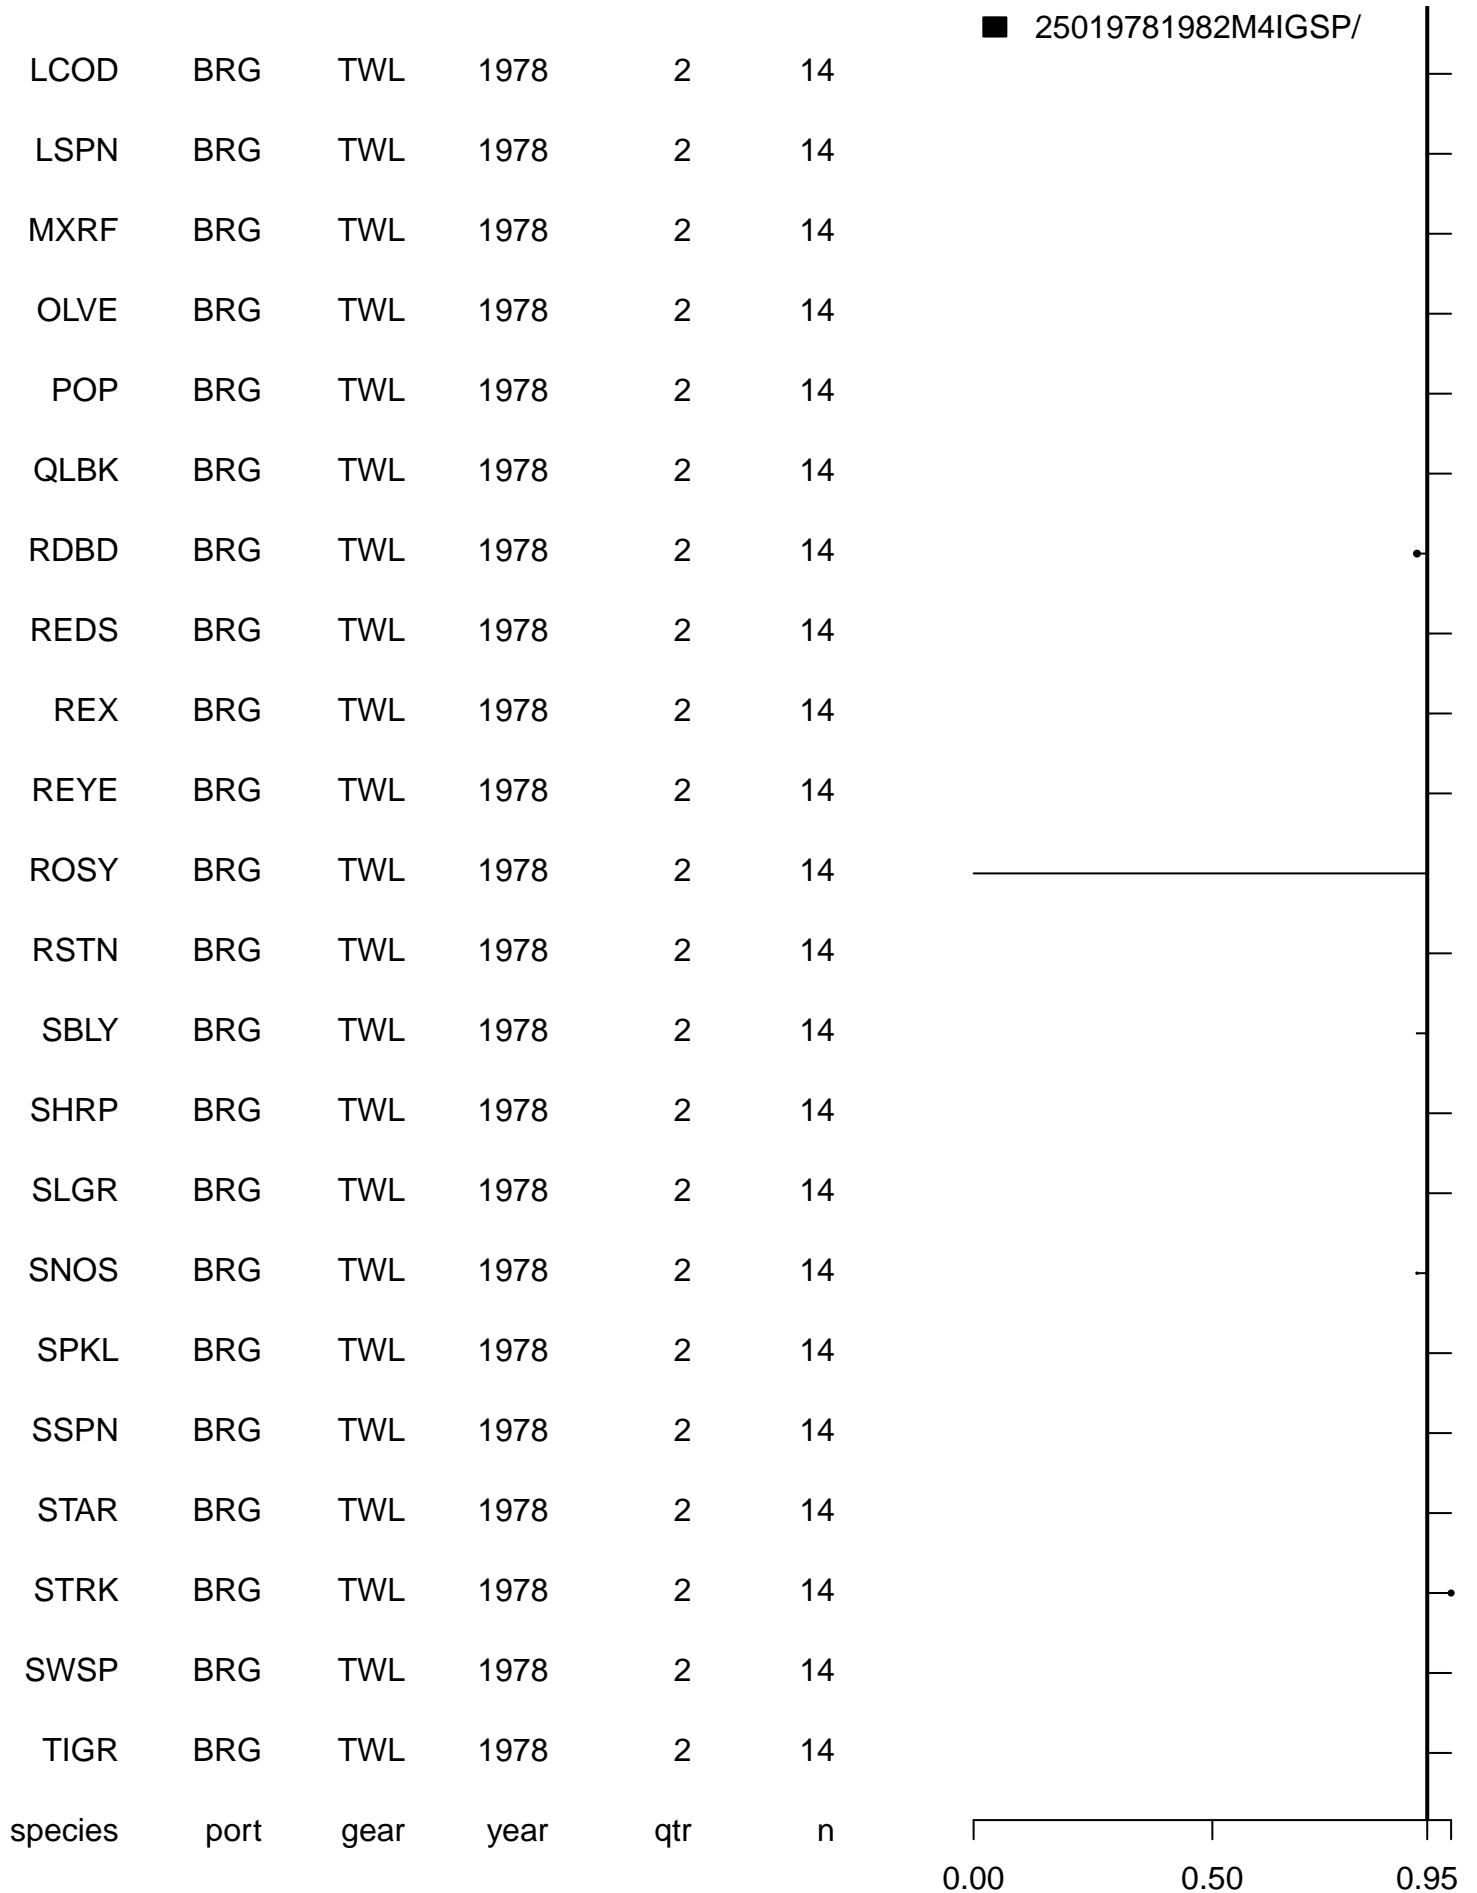 25019781982M4IGSP/
LCOD BRG TWL 1978 2 14
LSPN BRG TWL 1978 2 14
MXRF BRG TWL 1978 2 14
OLVE BRG TWL 1978 2 14
POP BRG TWL 1978 2 14
QLBK BRG TWL 1978 2 14
RDBD BRG TWL 1978 2 14
REDS BRG TWL 1978 2 14
REX BRG TWL 1978 2 14
REYE BRG TWL 1978 2 14
ROSY BRG TWL 1978 2 14
RSTN BRG TWL 1978 2 14
SBLY BRG TWL 1978 2 14
SHRP BRG TWL 1978 2 14
SLGR BRG TWL 1978 2 14
SNOS BRG TWL 1978 2 14
SPKL BRG TWL 1978 2 14
SSPN BRG TWL 1978 2 14
STAR BRG TWL 1978 2 14
STRK BRG TWL 1978 2 14
SWSP BRG TWL 1978 2 14
TIGR BRG TWL 1978 2 14
species port gear year qtr n
0.00 0.50 0.95